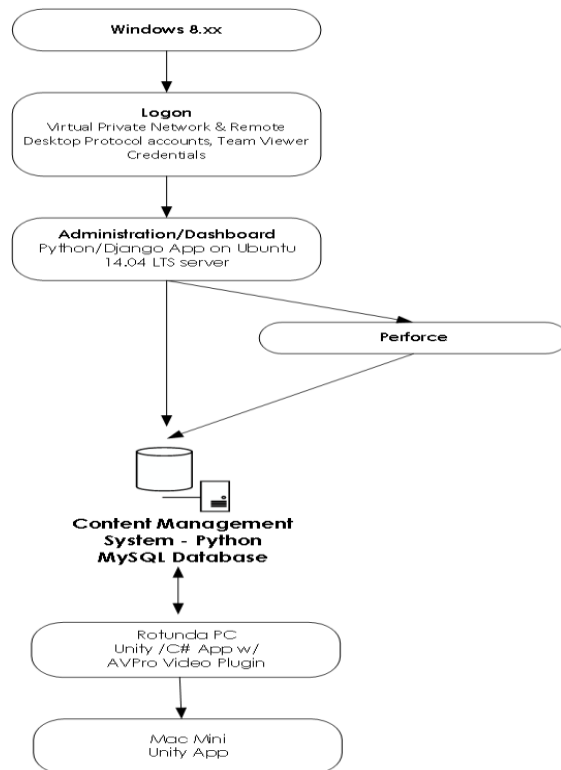 Windows 8.xx
Logon
Virtual Private Network & Remote
Desktop Protocol accounts, Team Viewer
Credentials
Administration/Dashboard
Python/Django App on Ubuntu
14.04 LTS server
Perforce
Content Management
System - Python
MySQL Database
Rotunda PC
Unity /C# App w/
AVPro Video Plugin
Mac Mini
Unity App